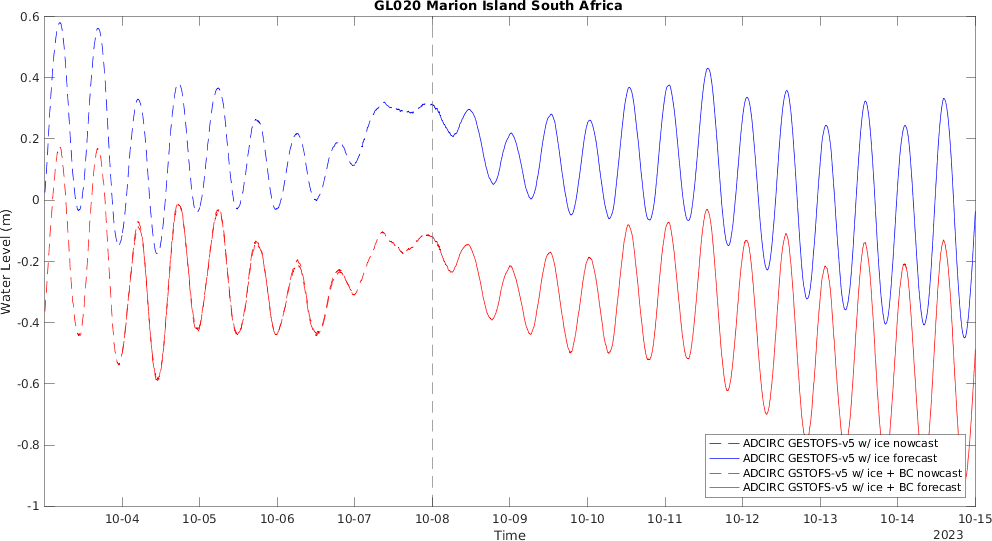 GL020 Marion Island South Africa
Water Level (m)
0.6
0.4
0.2
0
-0.2
-0.4
-0.6
-0.8
-1
ADCIRC GESTOFS-v5 w/ ice nowcast
ADCIRC GESTOFS-v5 w/ ice forecast
ADCIRC GSTOFS-v5 w/ ice + BC nowcast
ADCIRC GSTOFS-v5 w/ ice + BC forecast
10-04 10-05 10-06 10-07 10-08 10-09 10-10 10-11 10-12 10-13 10-14 10-15
Time
2023